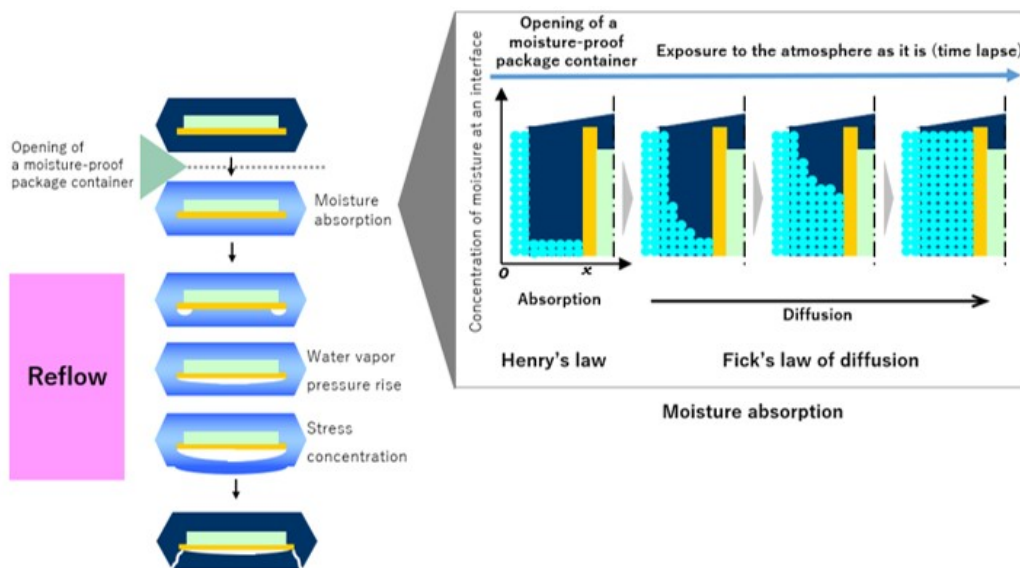 Opening of
a moisture-proof
package container
Moisture
absorption
Reflow
Water vapor
pressure rise
Stress
concentration
Opening of a
moisture-proof
package container
Exposure to the atmosphere as it is (time lapse)
Concentration of moisture at an interface
0
x
Absorption
Diffusion
Henry's law
Fick's law of diffusion
Moisture absorption